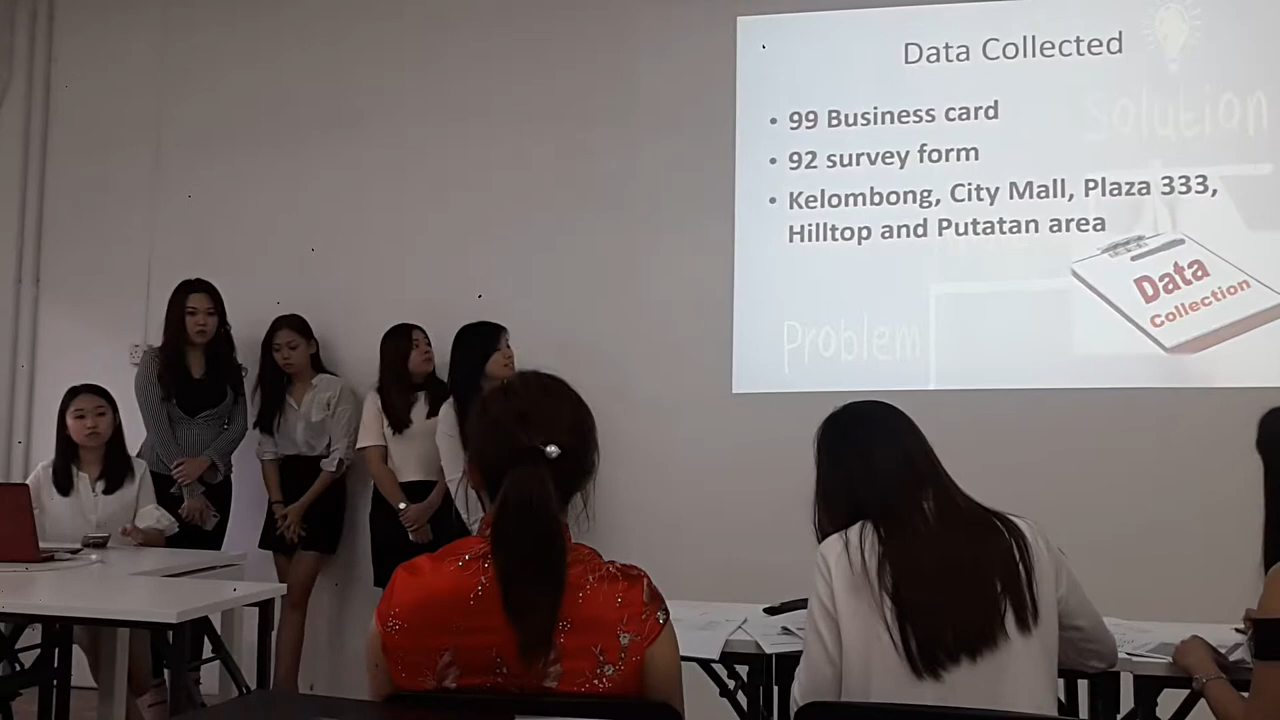 Data Collected
• 99 Business card
• 92 survey form
• Kelombong, City Mall, Plaza 333,
Hilltop and Putatan area
Solution
Data
Collection
Problem